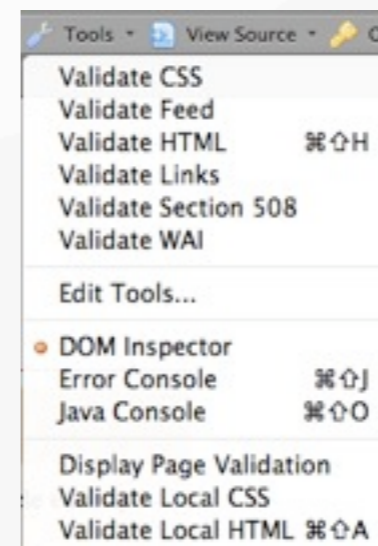 Tools View Source
Validate CSS
Validate Feed
Validate HTML ⌘⇧H
Validate Links
Validate Section 508
Validate WAI
Edit Tools...
DOM Inspector
Error Console ⌘⇧J
Java Console ⌘⇧O
Display Page Validation
Validate Local CSS
Validate Local HTML ⌘⇧A